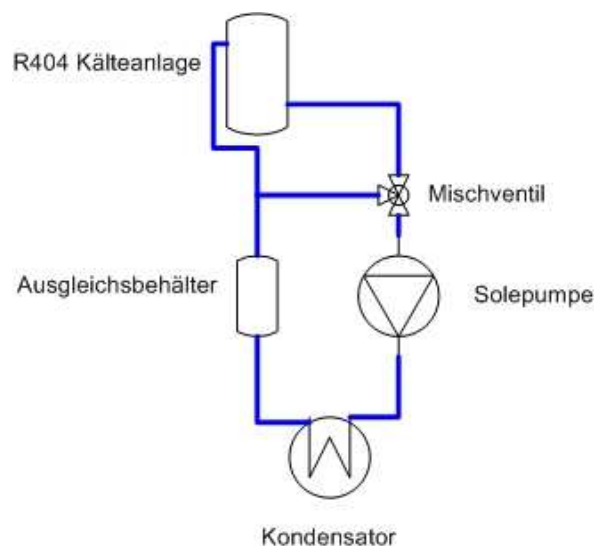 R404 Kälteanlage
Mischventil
Ausgleichsbehälter
Solepumpe
Kondensator